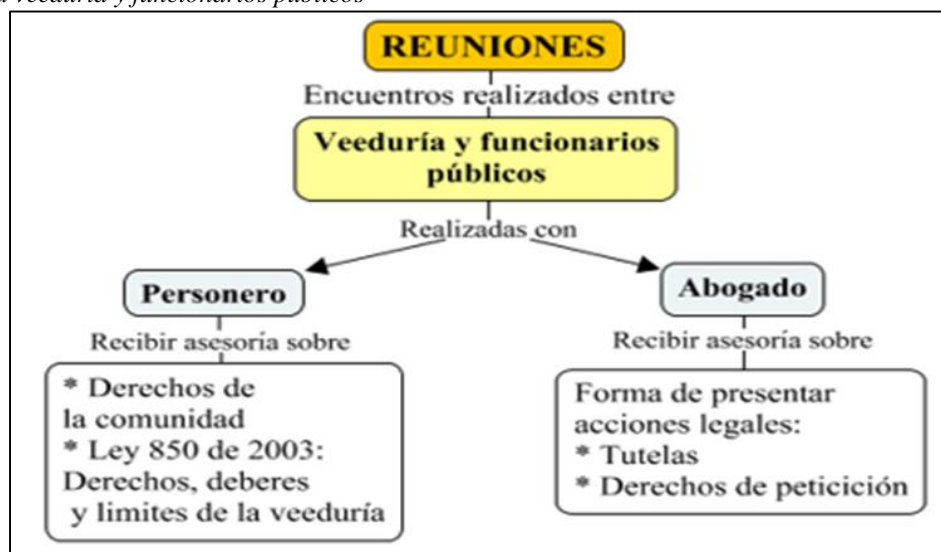 a veeduría y funcionarios públicos
REUNIONES
Encuentros realizados entre
Veeduría y funcionarios
públicos
Realizadas con
Personero
Recibir asesoría sobre
* Derechos de
la comunidad
* Ley 850 de 2003:
Derechos, deberes
y limites de la veeduría
Abogado
Recibir asesoría sobre
Forma de presentar
acciones legales:
* Tutelas
* Derechos de peticición